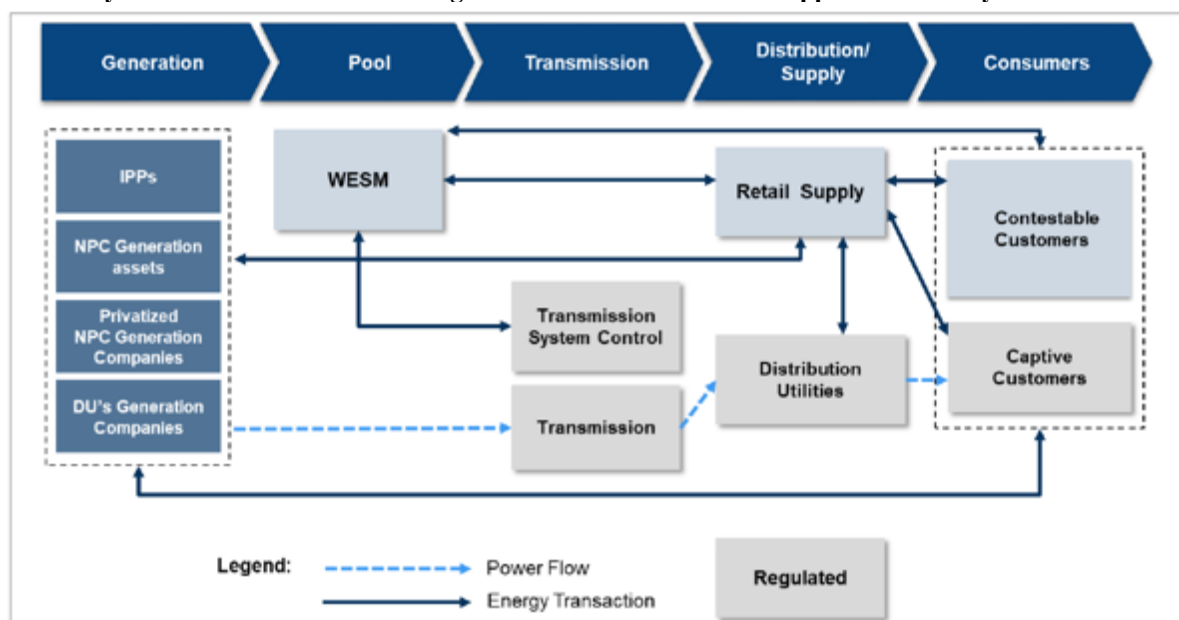 Generation
Pool
Transmission
Distribution/
Supply
Consumers
IPPs
NPC Generation
assets
Privatized
NPC Generation
Companies
DU's Generation
Companies
WESM
Transmission
System Control
Transmission
Retail Supply
Distribution
Utilities
Contestable
Customers
Captive
Customers
Legend:
Power Flow
Energy Transaction
Regulated